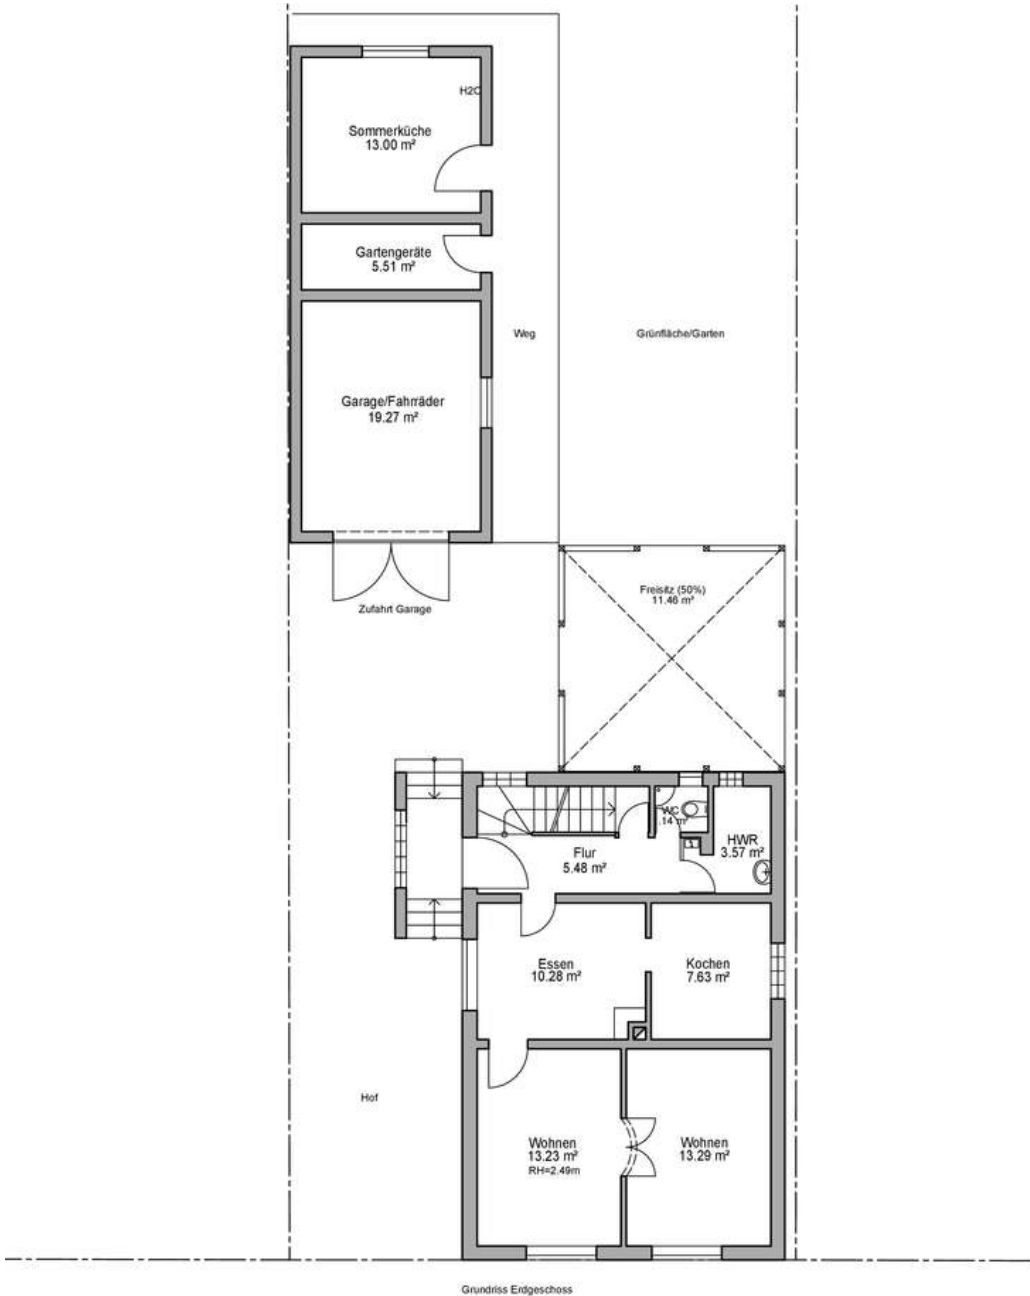 H2O
Sommerküche
13.00 m²
Gartengeräte
5.51 m²
Weg
Grünfläche/Garten
Garage/Fahrräder
19.27 m²
Freisitz (50%)
11.46 m²
Zufahrt Garage
WC
.14 m²
HWR
3.57 m²
Flur
5.48 m²
Essen
10.28 m²
Kochen
7.63 m²
Hof
Wohnen
13.23 m²
RH=2.49m
Wohnen
13.29 m²
Grundriss Erdgeschoss